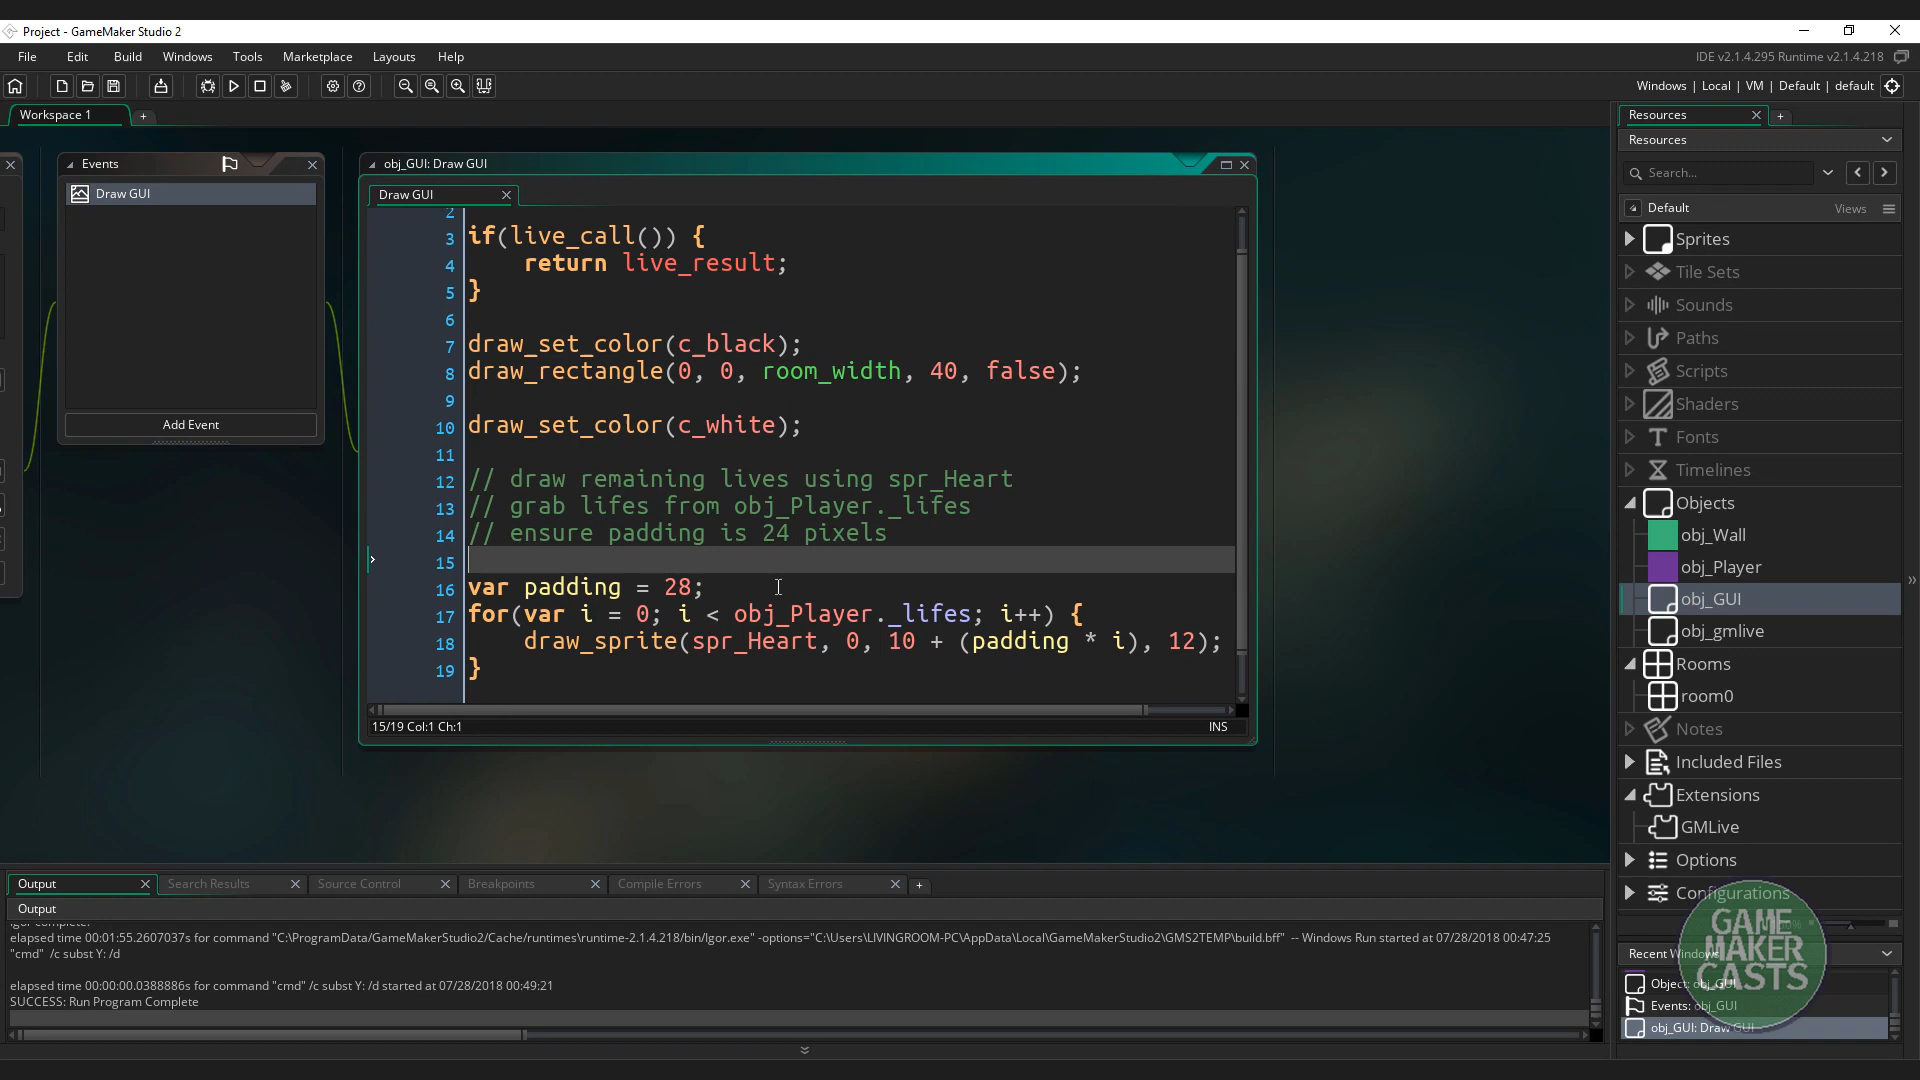 Project - GameMaker Studio 2
File Edit Build Windows Tools Marketplace Layouts Help
IDE v2.1.4.295 Runtime v2.1.4.218
Windows | Local | VM | Default | default
Workspace 1
Events
Draw GUI
Add Event
obj_GUI: Draw GUI
Draw GUI
2
3 if(live_call()) {
4 return live_result;
5 }
6
7 draw_set_color(c_black);
8 draw_rectangle(0, 0, room_width, 40, false);
9
10 draw_set_color(c_white);
11
12 // draw remaining lives using spr_Heart
13 // grab lifes from obj_Player._lifes
14 // ensure padding is 24 pixels
15
16 var padding = 28;
17 for(var i = 0; i < obj_Player._lifes; i++) {
18 draw_sprite(spr_Heart, 0, 10 + (padding * i), 12);
19 }
15/19 Col:1 Ch:1
INS
Resources
Resources
Search...
Default
Views
Sprites
Tile Sets
Sounds
Paths
Scripts
Shaders
Fonts
Timelines
Objects
obj_Wall
obj_Player
obj_GUI
obj_gmlive
Rooms
room0
Notes
Included Files
Extensions
GMLive
Options
Configurations
Recent Windows
Object: obj_GUI
Events: obj_GUI
obj_GUI: Draw GUI
GAME
MAKER
CASTS
Output Search Results Source Control Breakpoints Compile Errors Syntax Errors
Output
Igor complete.
elapsed time 00:01:55.2607037s for command "C:\ProgramData/GameMakerStudio2/Cache/runtimes\runtime-2.1.4.218/bin/Igor.exe" -options="C:\Users\LIVINGROOM-PC\AppData\Local\GameMakerStudio2\GMS2TEMP\build.bff" -- Windows Run started at 07/28/2018 00:47:25
"cmd" /c subst Y: /d
elapsed time 00:00:00.0388886s for command "cmd" /c subst Y: /d started at 07/28/2018 00:49:21
SUCCESS: Run Program Complete